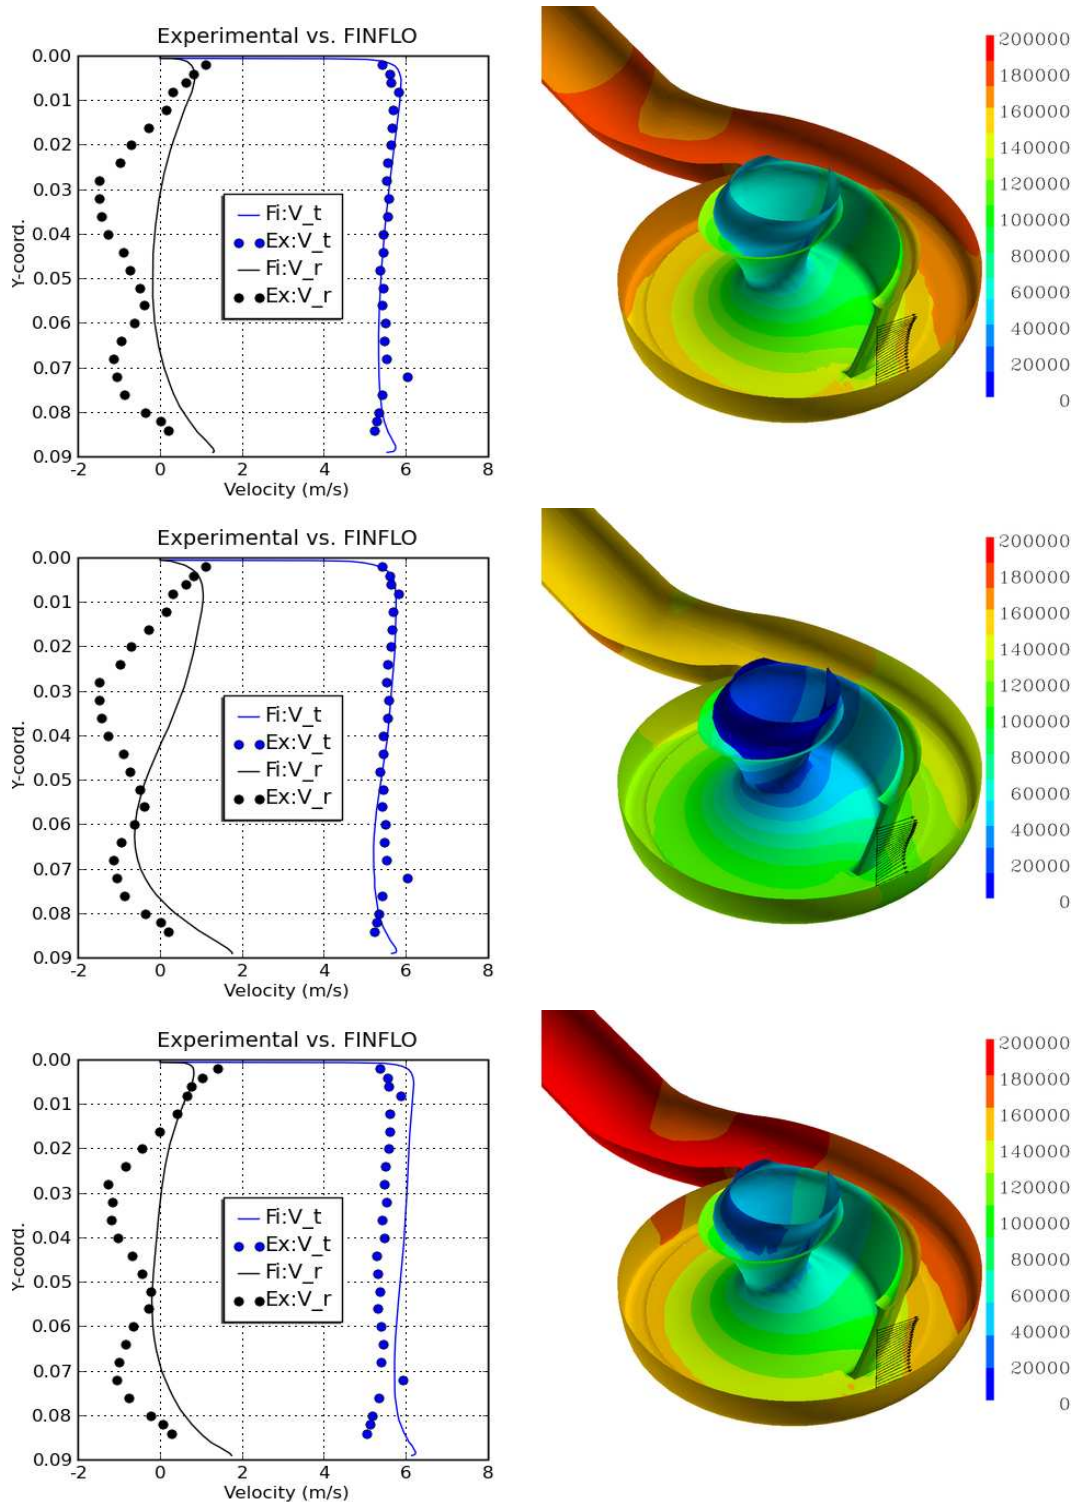 Experimental vs. FINFLO
0.00
0.01
0.02
0.03
0.04
0.05
0.06
0.07
0.08
0.09
Y-coord.
Fi:V_t
Ex:V_t
Fi:V_r
Ex:V_r
-2 0 2 4 6 8
Velocity (m/s)
200000
180000
160000
140000
120000
100000
80000
60000
40000
20000
0
Experimental vs. FINFLO
0.00
0.01
0.02
0.03
0.04
0.05
0.06
0.07
0.08
0.09
Y-coord.
Fi:V_t
Ex:V_t
Fi:V_r
Ex:V_r
-2 0 2 4 6 8
Velocity (m/s)
200000
180000
160000
140000
120000
100000
80000
60000
40000
20000
0
Experimental vs. FINFLO
0.00
0.01
0.02
0.03
0.04
0.05
0.06
0.07
0.08
0.09
Y-coord.
Fi:V_t
Ex:V_t
Fi:V_r
Ex:V_r
-2 0 2 4 6 8
Velocity (m/s)
200000
180000
160000
140000
120000
100000
80000
60000
40000
20000
0